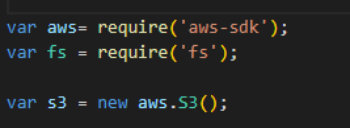 var aws= require('aws-sdk');
var fs = require('fs');
var s3 = new aws.S3();